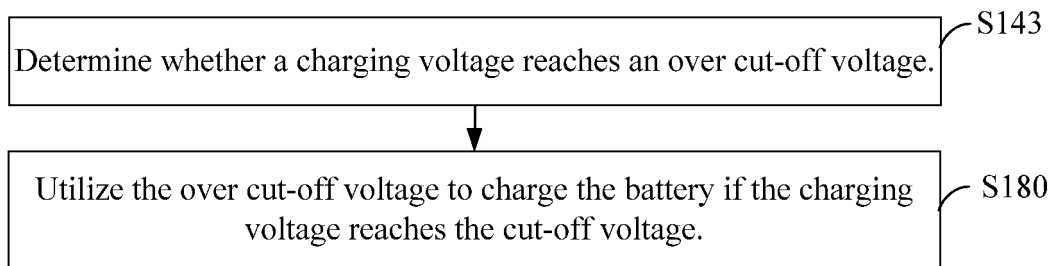 S143
Determine whether a charging voltage reaches an over cut-off voltage.
Utilize the over cut-off voltage to charge the battery if the charging
voltage reaches the cut-off voltage.
S180